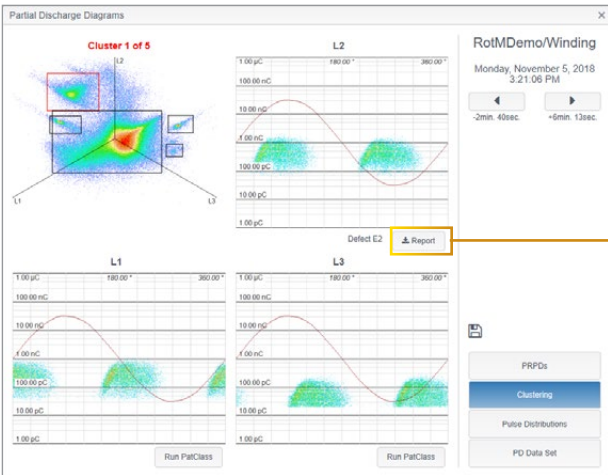 Partial Discharge Diagrams
×
Cluster 1 of 5
L2
L1
L3
L2
1.00 µC
180.00 °
360.00 °
100.00 nC
10.00 nC
1.00 nC
100.00 pC
10.00 pC
1.00 pC
Defect E2
Report
L1
1.00 µC
180.00 °
360.00 °
100.00 nC
10.00 nC
1.00 nC
100.00 pC
10.00 pC
1.00 pC
Run PatClass
L3
1.00 µC
180.00 °
360.00 °
100.00 nC
10.00 nC
1.00 nC
100.00 pC
10.00 pC
1.00 pC
Run PatClass
RotMDemo/Winding
Monday, November 5, 2018
3:21:06 PM
-2min. 40sec.
+6min. 13sec.
PRPDs
Clustering
Pulse Distributions
PD Data Set